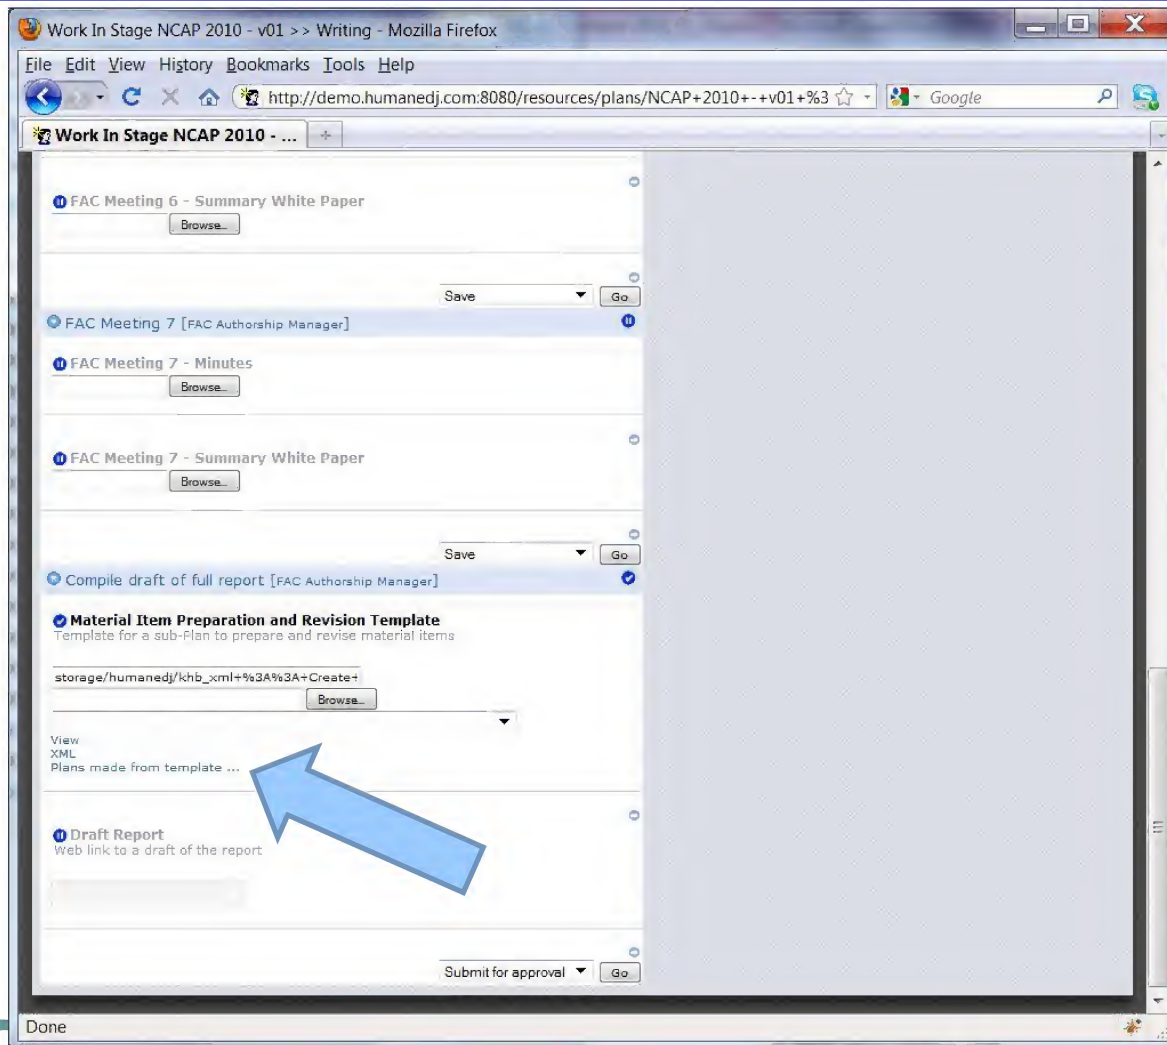 Work In Stage NCAP 2010 - v01 >> Writing - Mozilla Firefox
File Edit View History Bookmarks Tools Help
http://demo.humanedj.com:8080/resources/plans/NCAP+2010+-+v01+%3
Google
Work In Stage NCAP 2010 - ...
FAC Meeting 6 - Summary White Paper
Browse...
Save Go
FAC Meeting 7 [FAC Authorship Manager]
FAC Meeting 7 - Minutes
Browse...
FAC Meeting 7 - Summary White Paper
Browse...
Save Go
Compile draft of full report [FAC Authorship Manager]
Material Item Preparation and Revision Template
Template for a sub-Plan to prepare and revise material items
storage/humanedj/khb_xml+%3A%3A+Create+
Browse...
View
XML
Plans made from template ...
Draft Report
Web link to a draft of the report
Submit for approval Go
Done